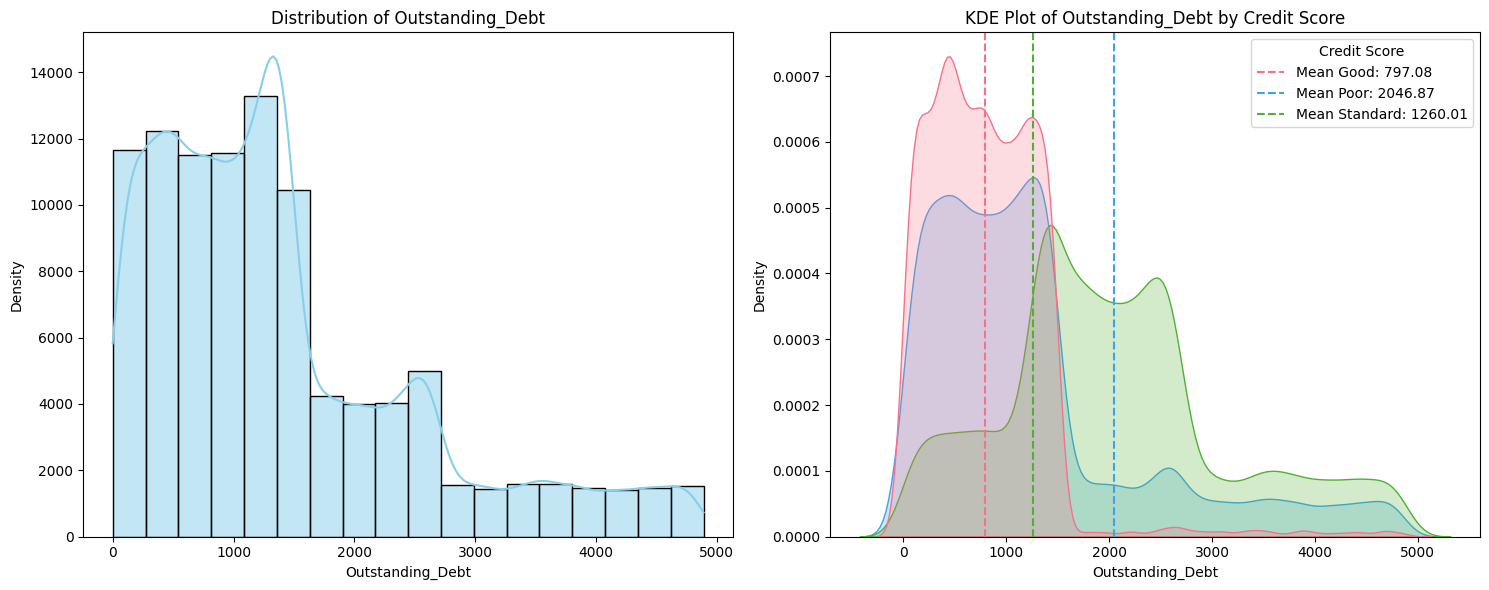 Distribution of Outstanding_Debt
Density
14000
12000
10000
8000
6000
4000
2000
0
0 1000 2000 3000 4000 5000
Outstanding_Debt
KDE Plot of Outstanding_Debt by Credit Score
Credit Score
Mean Good: 797.08
Mean Poor: 2046.87
Mean Standard: 1260.01
Density
0.0007
0.0006
0.0005
0.0004
0.0003
0.0002
0.0001
0.0000
0 1000 2000 3000 4000 5000
Outstanding_Debt